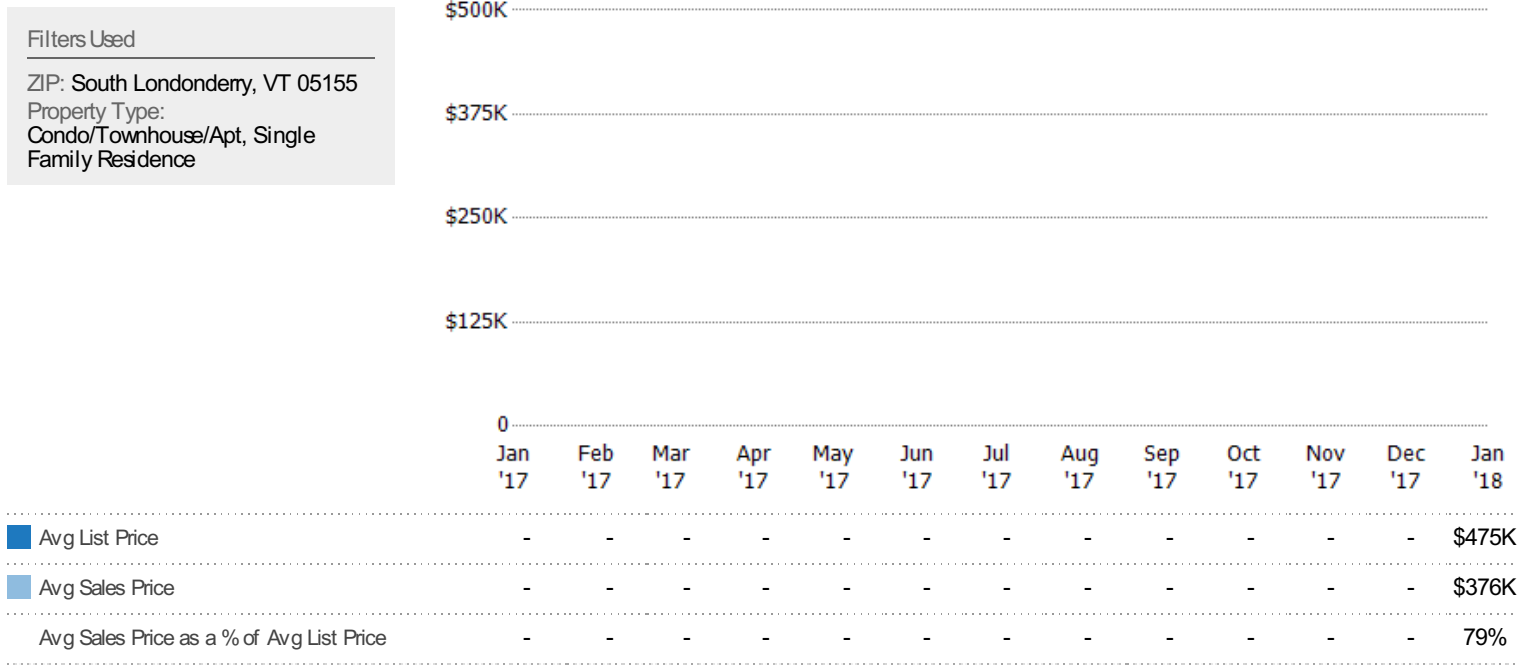 Filters Used
ZIP: South Londonderry, VT 05155
Property Type:
Condo/Townhouse/Apt, Single
Family Residence
$500K
$375K
$250K
$125K
0
Jan Feb Mar Apr May Jun Jul Aug Sep Oct Nov Dec Jan
'17 '17 '17 '17 '17 '17 '17 '17 '17 '17 '17 '17 '18
Avg List Price - - - - - - - - - - - - $475K
Avg Sales Price - - - - - - - - - - - - $376K
Avg Sales Price as a % of Avg List Price - - - - - - - - - - - - 79%